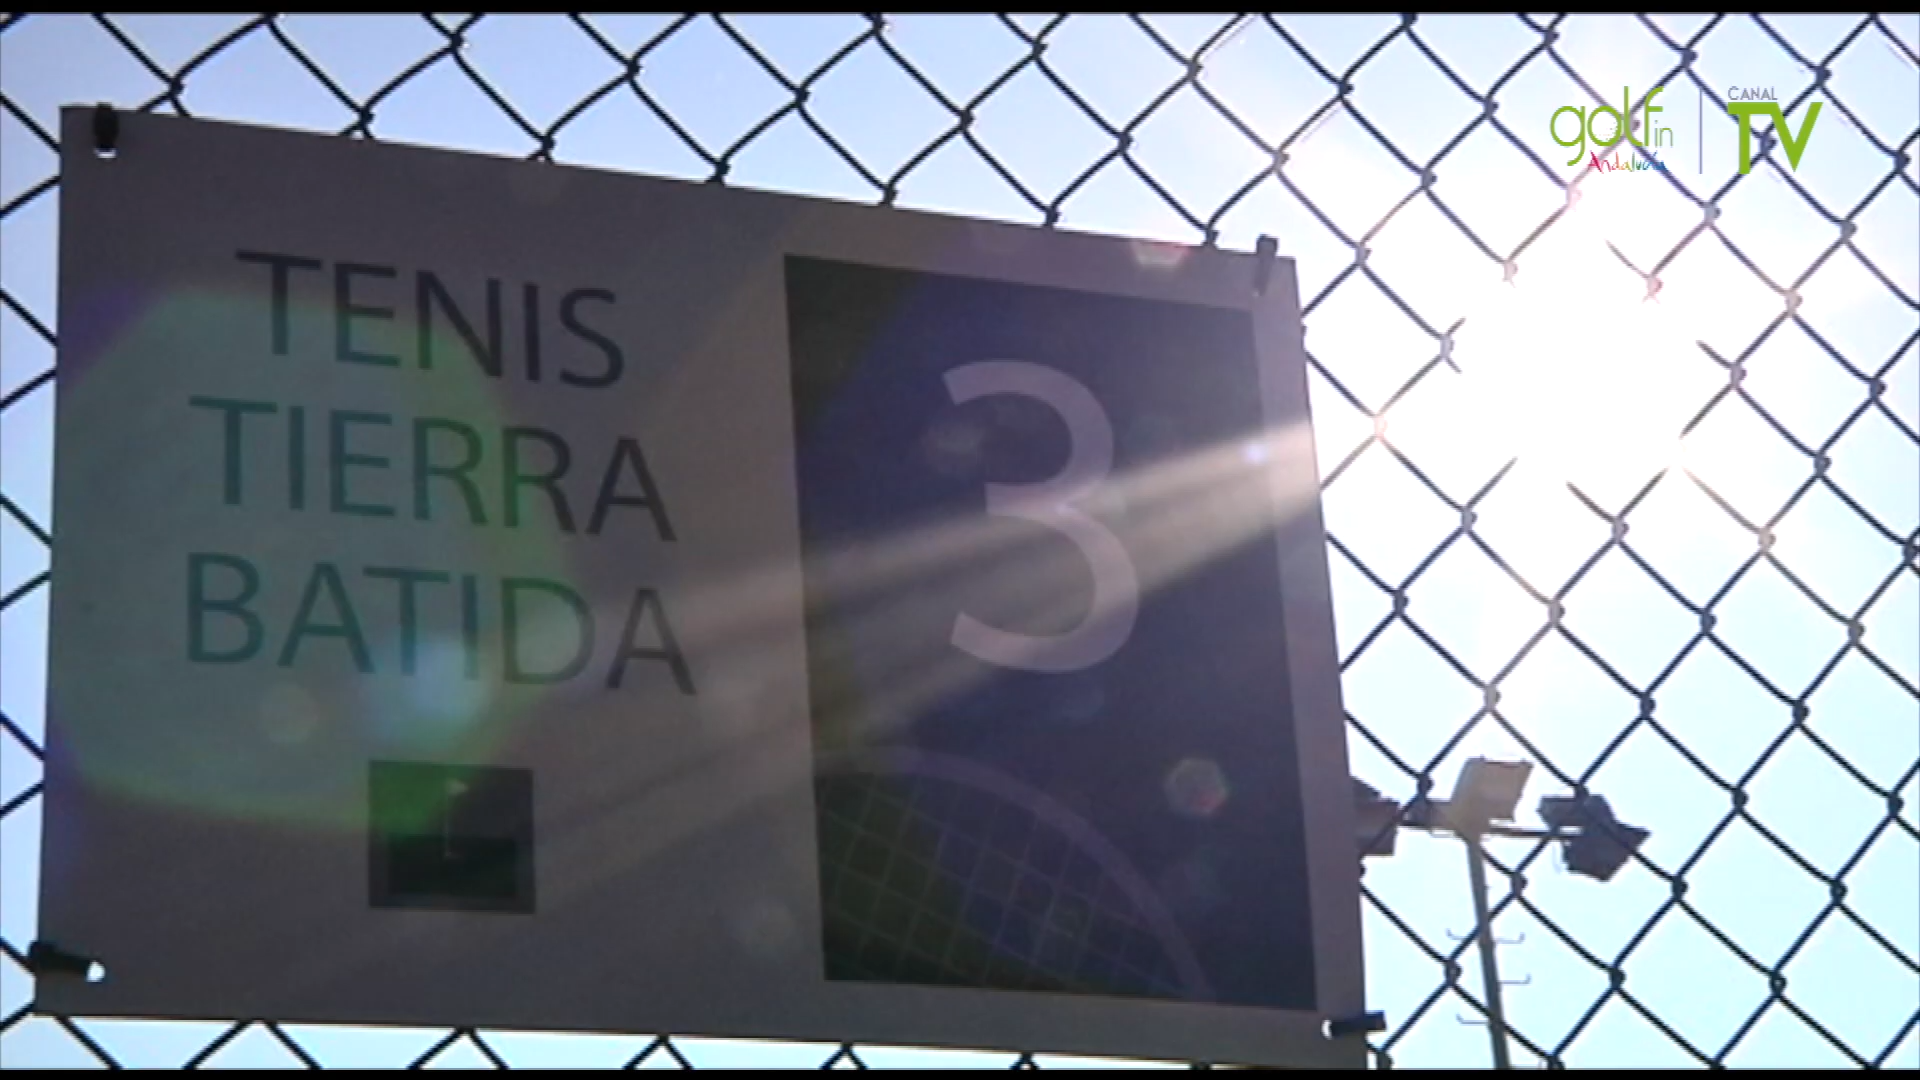 golf in
Andalucía
CANAL
TV
TENIS
TIERRA
BATIDA
3